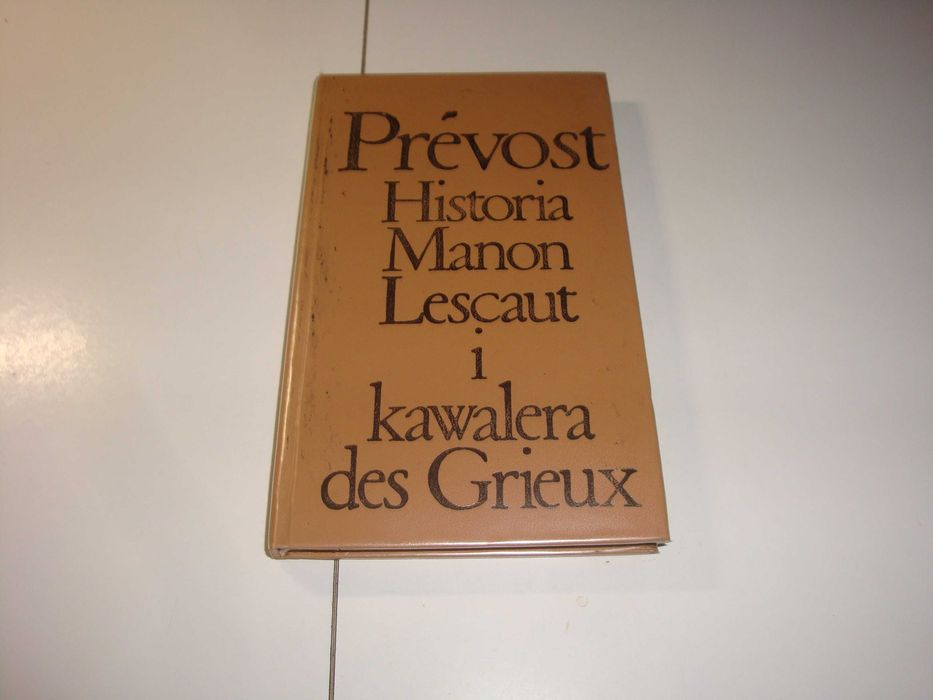 Prévost
Historia
Manon
Lescaut
i
kawalera
des Grieux